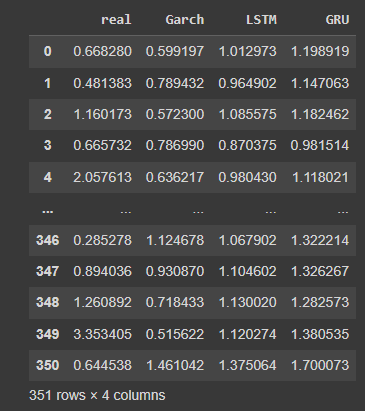 real Garch LSTM GRU
0 0.668280 0.599197 1.012973 1.198919
1 0.481383 0.789432 0.964902 1.147063
2 1.160173 0.572300 1.085575 1.182462
3 0.665732 0.786990 0.870375 0.981514
4 2.057613 0.636217 0.980430 1.118021
... ... ... ... ...
346 0.285278 1.124678 1.067902 1.322214
347 0.894036 0.930870 1.104602 1.326267
348 1.260892 0.718433 1.130020 1.282573
349 3.353405 0.515622 1.120274 1.380535
350 0.644538 1.461042 1.375064 1.700073
351 rows × 4 columns